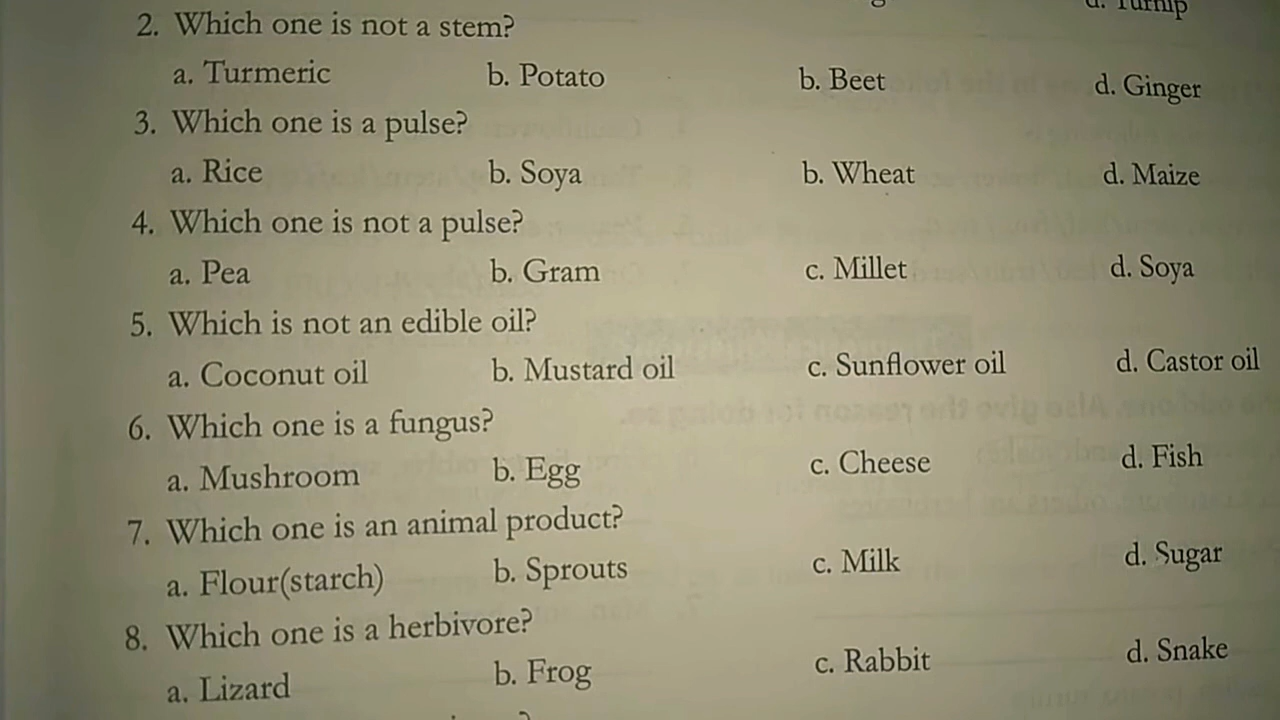 d. Turnip
2. Which one is not a stem?
a. Turmeric b. Potato b. Beet d. Ginger
3. Which one is a pulse?
a. Rice b. Soya b. Wheat d. Maize
4. Which one is not a pulse?
a. Pea b. Gram c. Millet d. Soya
5. Which is not an edible oil?
a. Coconut oil b. Mustard oil c. Sunflower oil d. Castor oil
6. Which one is a fungus?
a. Mushroom b. Egg c. Cheese d. Fish
7. Which one is an animal product?
a. Flour(starch) b. Sprouts c. Milk d. Sugar
8. Which one is a herbivore?
a. Lizard b. Frog c. Rabbit d. Snake